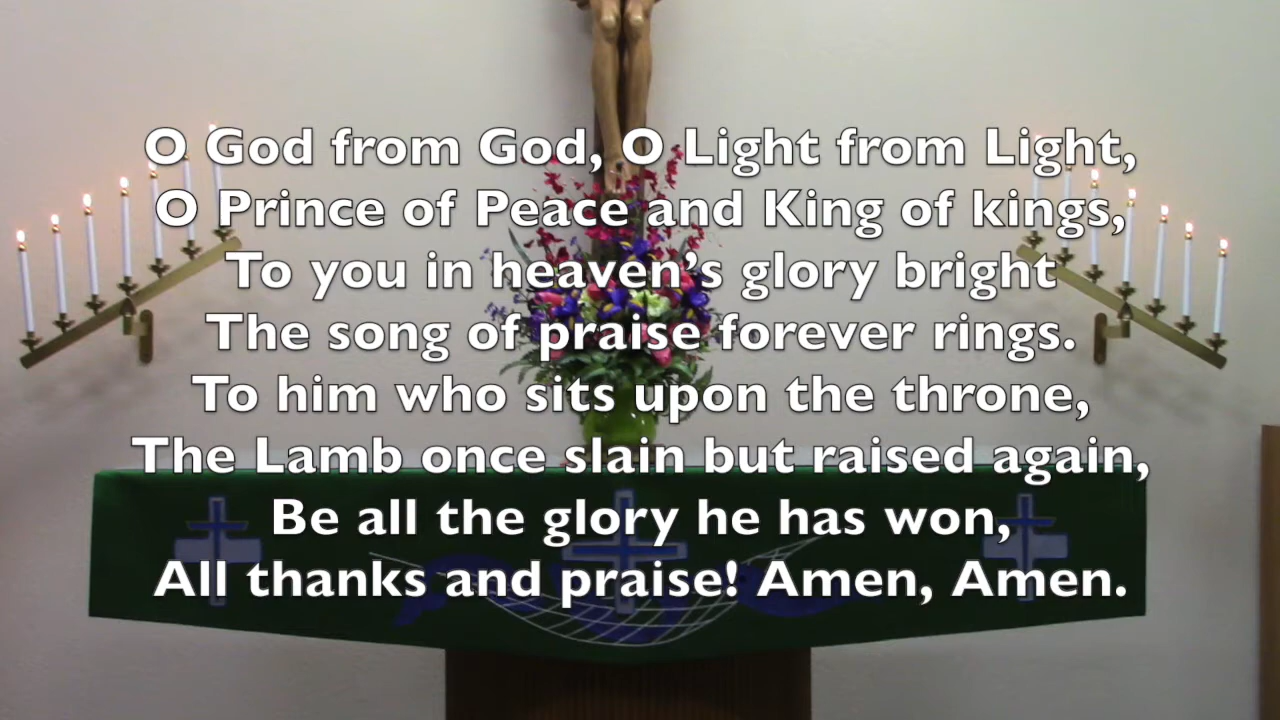 O God from God, O Light from Light,
O Prince of Peace and King of kings,
To you in heaven's glory bright
The song of praise forever rings.
To him who sits upon the throne,
The Lamb once slain but raised again,
Be all the glory he has won,
All thanks and praise! Amen, Amen.